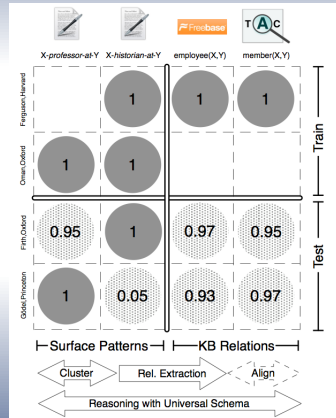 Freebase
T A C
X-professor-at-Y X-historian-at-Y employee(X,Y) member(X,Y)
Ferguson,Harvard
1 1 1
Train
Oman,Oxford
1 1
Firth,Oxford
0.95 1 0.97 0.95
Test
Gödel,Princeton
1 0.05 0.93 0.97
Surface Patterns KB Relations
Cluster Rel. Extraction Align
Reasoning with Universal Schema